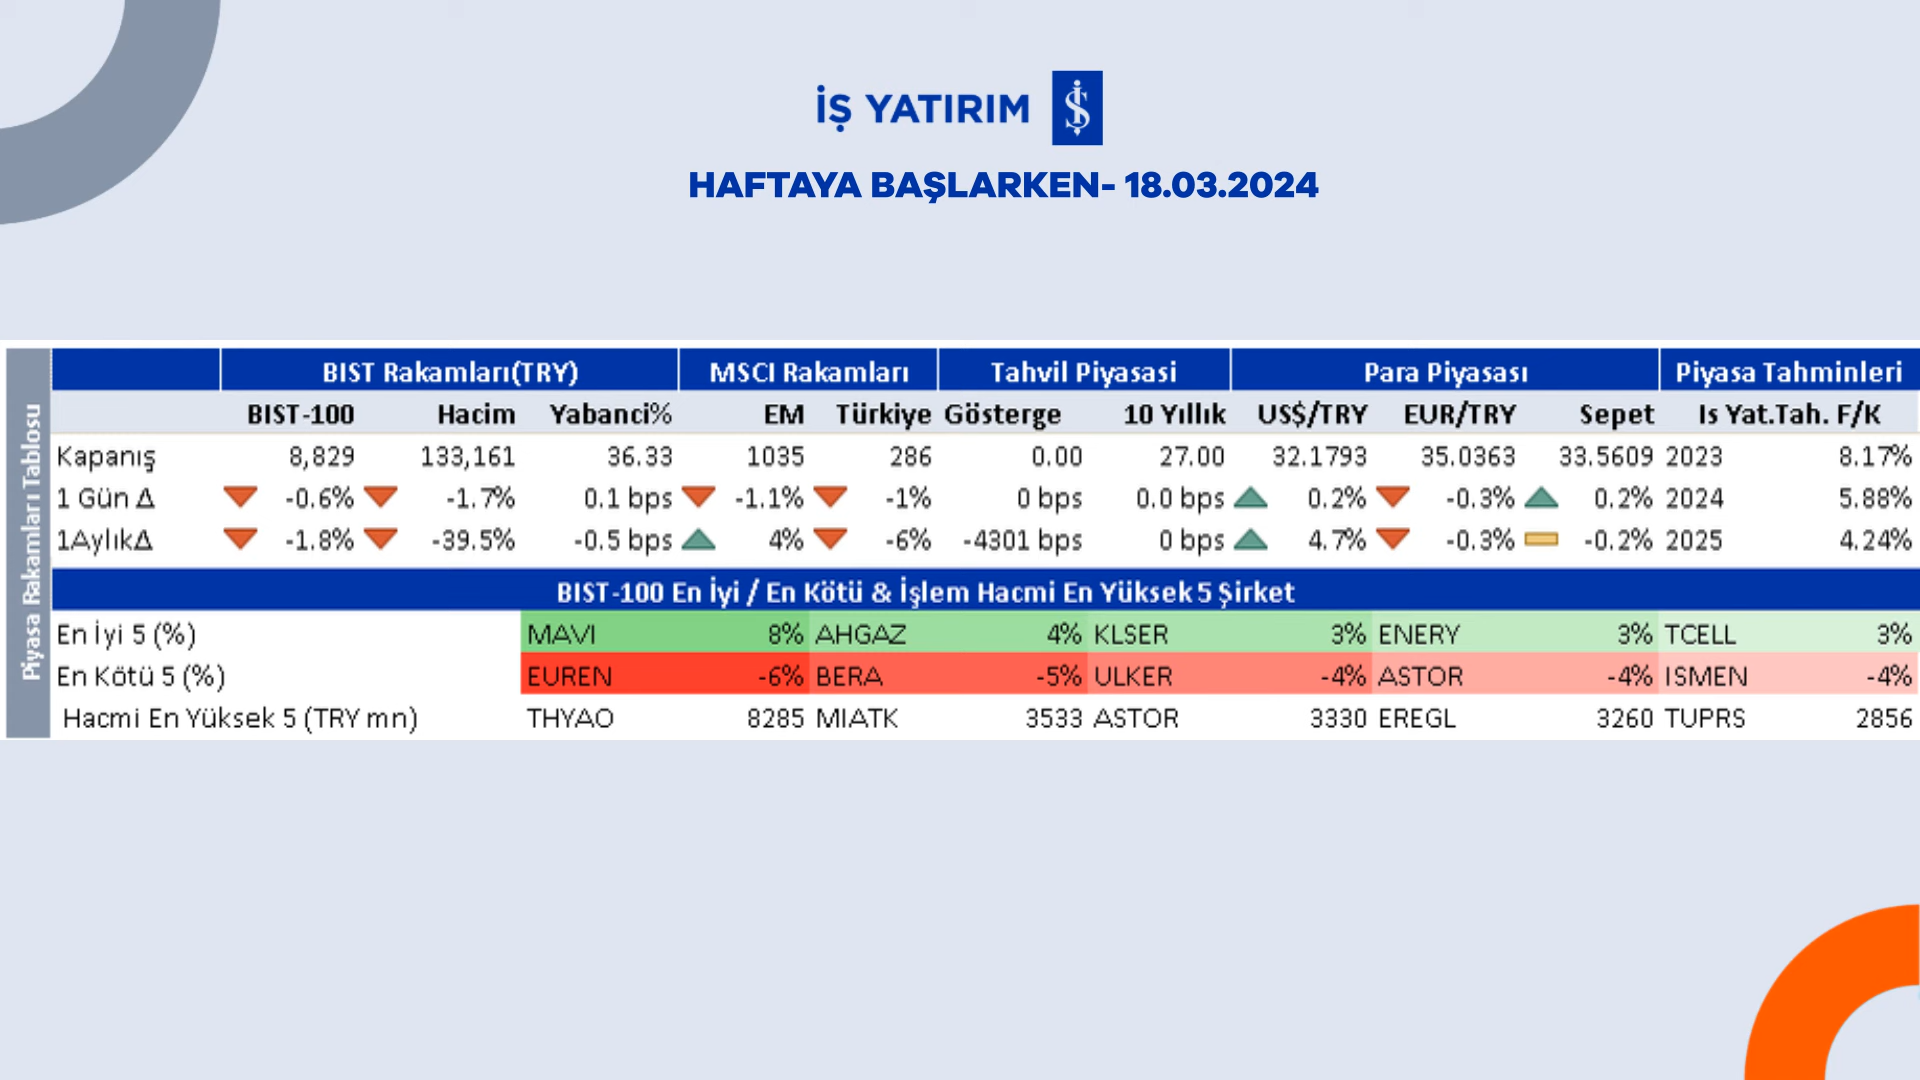 İŞ YATIRIM
HAFTAYA BAŞLARKEN- 18.03.2024
Piyasa Rakamları Tablosu
BIST Rakamları(TRY) MSCI Rakamları Tahvil Piyasasi Para Piyasası Piyasa Tahminleri
BIST-100 Hacim Yabanci% EM Türkiye Gösterge 10 Yıllık US$/TRY EUR/TRY Sepet Is Yat.Tah. F/K
Kapanış 8,829 133,161 36.33 1035 286 0.00 27.00 32.1793 35.0363 33.5609 2023 8.17%
1 Gün Δ -0.6% -1.7% 0.1 bps -1.1% -1% 0 bps 0.0 bps 0.2% -0.3% 0.2% 2024 5.88%
1AylıkΔ -1.8% -39.5% -0.5 bps 4% -6% -4301 bps 0 bps 4.7% -0.3% -0.2% 2025 4.24%
BIST-100 En İyi / En Kötü & İşlem Hacmi En Yüksek 5 Şirket
En İyi 5 (%) MAVI 8% AHGAZ 4% KLSER 3% ENERY 3% TCELL 3%
En Kötü 5 (%) EUREN -6% BERA -5% ULKER -4% ASTOR -4% ISMEN -4%
Hacmi En Yüksek 5 (TRY mn) THYAO 8285 MIATK 3533 ASTOR 3330 EREGL 3260 TUPRS 2856